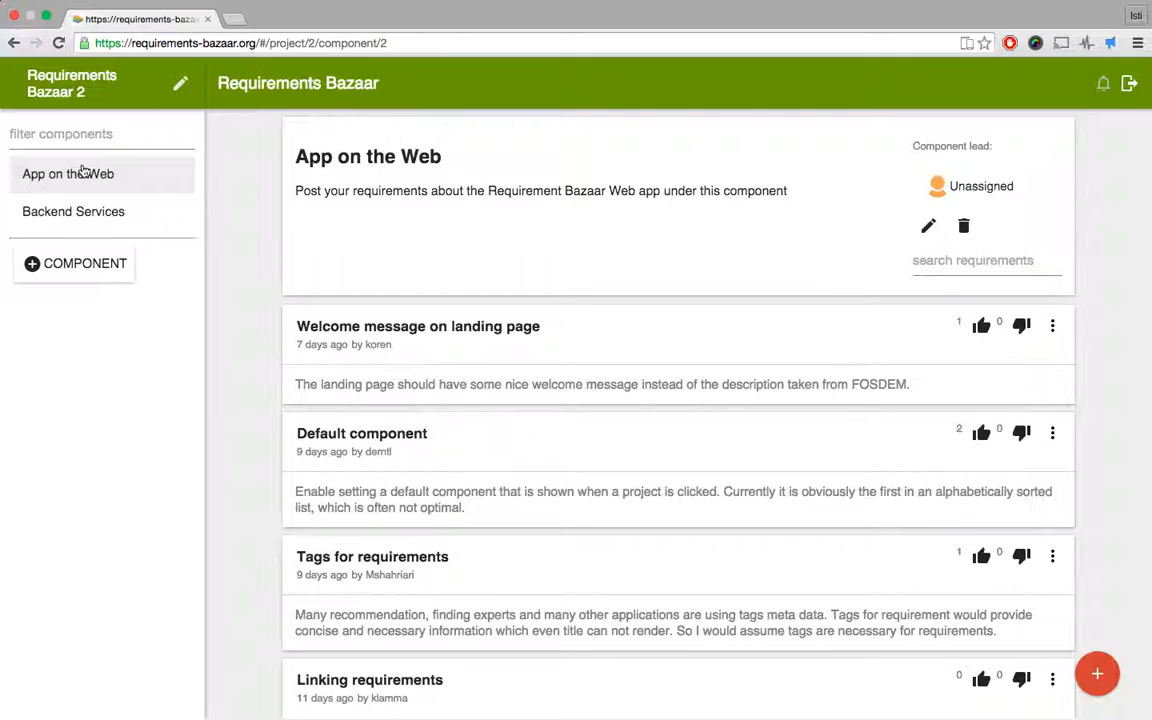 https://requirements-baza
Isti
https://requirements-bazaar.org/#/project/2/component/2
Requirements
Bazaar 2
Requirements Bazaar
filter components
App on the Web
Backend Services
COMPONENT
App on the Web
Post your requirements about the Requirement Bazaar Web app under this component
Component lead:
Unassigned
search requirements
Welcome message on landing page
7 days ago by koren
1 0
The landing page should have some nice welcome message instead of the description taken from FOSDEM.
Default component
9 days ago by derntl
2 0
Enable setting a default component that is shown when a project is clicked. Currently it is obviously the first in an alphabetically sorted
list, which is often not optimal.
Tags for requirements
9 days ago by Mshahriari
1 0
Many recommendation, finding experts and many other applications are using tags meta data. Tags for requirement would provide
concise and necessary information which even title can not render. So I would assume tags are necessary for requirements.
Linking requirements
11 days ago by klamma
0 0